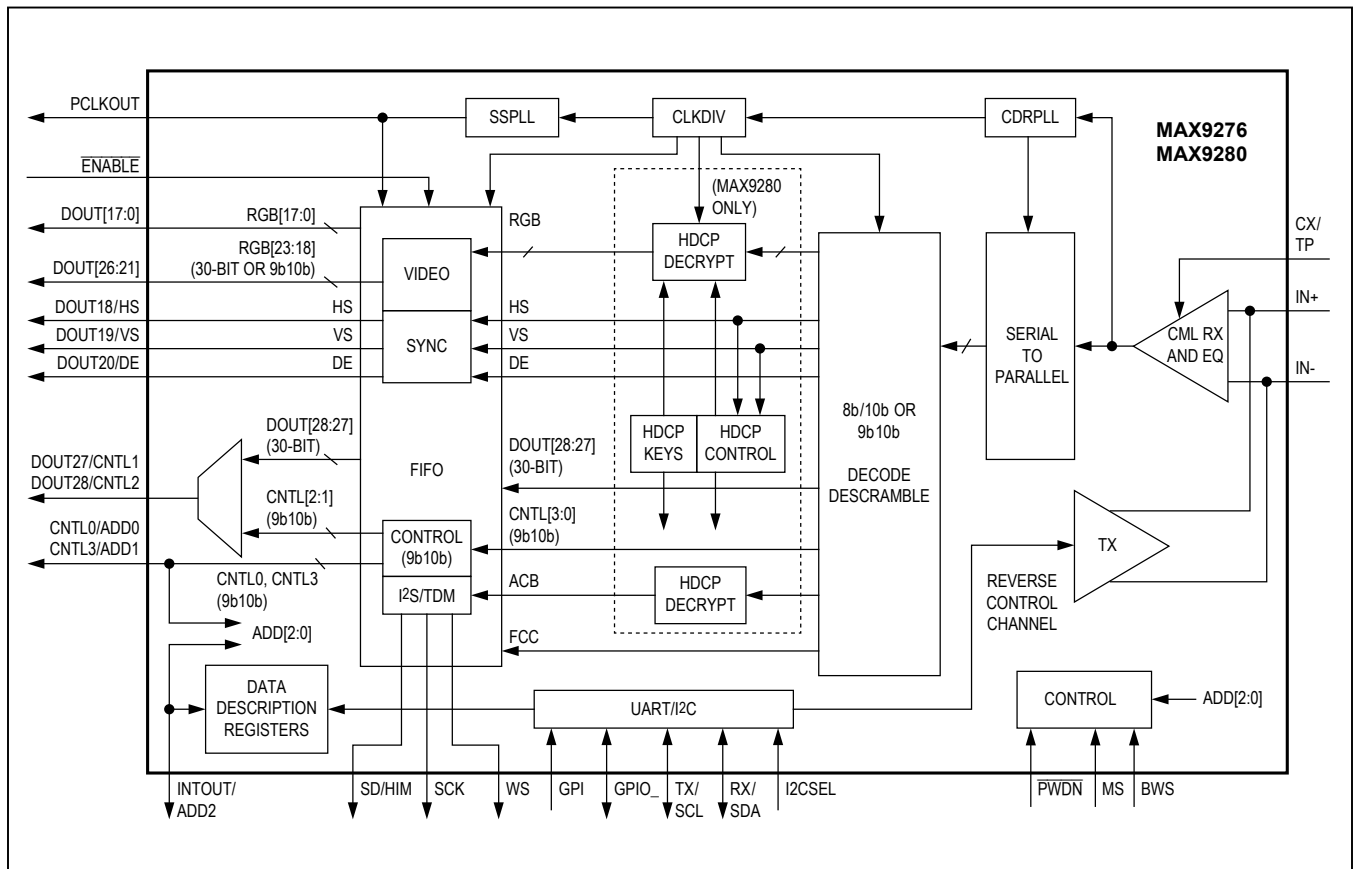 PCLKOUT
SSPLL
CLKDIV
CDRPLL
MAX9276
MAX9280
ENABLE
(MAX9280
ONLY)
DOUT[17:0]
RGB[17:0]
RGB
CX/
TP
HDCP
DECRYPT
RGB[23:18]
(30-BIT OR 9b10b)
DOUT[26:21]
VIDEO
IN+
DOUT18/HS
HS
HS
DOUT19/VS
VS
SYNC
VS
DOUT20/DE
DE
DE
SERIAL
TO
PARALLEL
CML RX
AND EQ
IN-
8b/10b OR
9b10b
DECODE
DESCRAMBLE
DOUT[28:27]
(30-BIT)
HDCP
KEYS
HDCP
CONTROL
FIFO
DOUT[28:27]
(30-BIT)
DOUT27/CNTL1
DOUT28/CNTL2
CNTL[2:1]
(9b10b)
CNTL[3:0]
(9b10b)
CNTL0/ADD0
CNTL3/ADD1
CONTROL
(9b10b)
TX
CNTL0, CNTL3
(9b10b)
I2S/TDM
ACB
HDCP
DECRYPT
REVERSE
CONTROL
CHANNEL
ADD[2:0]
FCC
DATA
DESCRIPTION
REGISTERS
UART/I2C
CONTROL
ADD[2:0]
INTOUT/
ADD2
SD/HIM
SCK
WS
GPI
GPIO_
TX/
SCL
RX/
SDA
I2CSEL
PWDN
MS
BWS